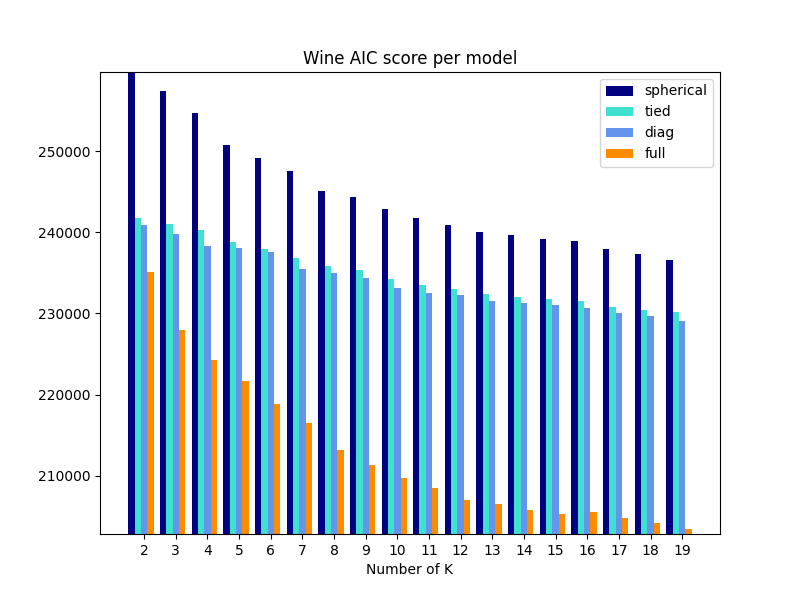 Wine AIC score per model
spherical
tied
diag
full
250000
240000
230000
220000
210000
2 3 4 5 6 7 8 9 10 11 12 13 14 15 16 17 18 19
Number of K